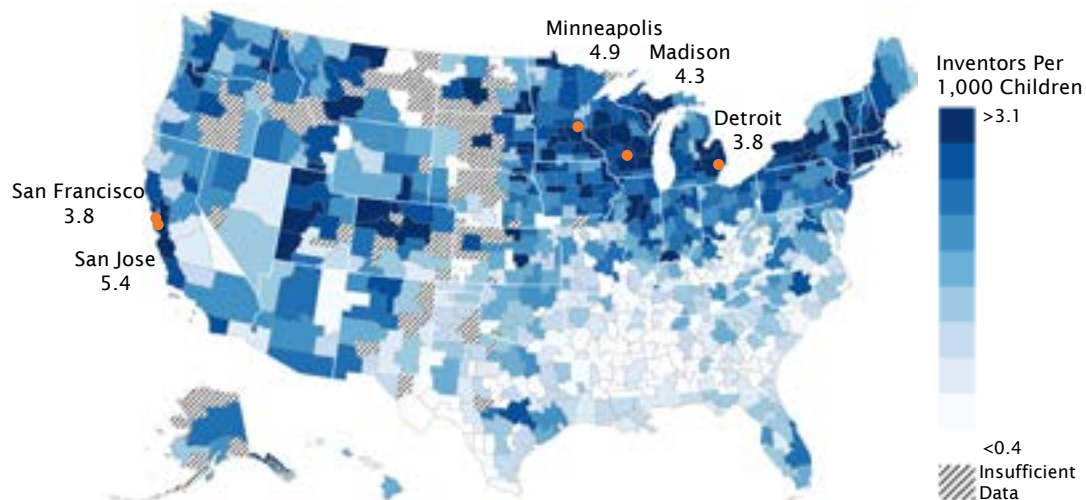 Minneapolis
4.9
Madison
4.3
Detroit
3.8
San Francisco
3.8
San Jose
5.4
Inventors Per
1,000 Children
>3.1
<0.4
Insufficient
Data